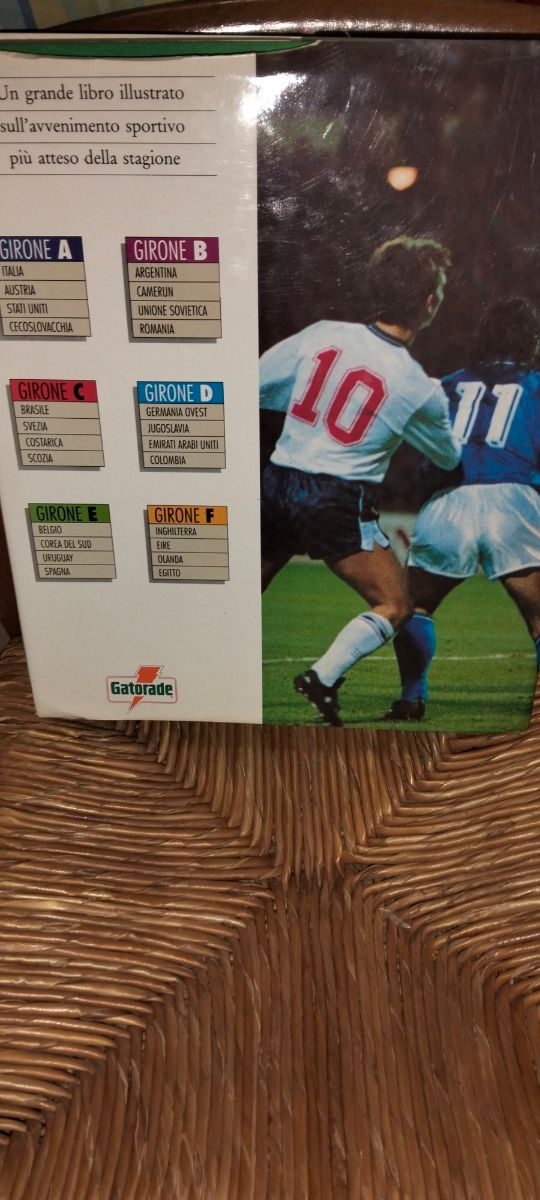 Un grande libro illustrato
sull'avvenimento sportivo
più atteso della stagione
GIRONE A
ITALIA
AUSTRIA
STATI UNITI
CECOSLOVACCHIA
GIRONE B
ARGENTINA
CAMERUN
UNIONE SOVIETICA
ROMANIA
GIRONE C
BRASILE
SVEZIA
COSTARICA
SCOZIA
GIRONE D
GERMANIA OVEST
JUGOSLAVIA
EMIRATI ARABI UNITI
COLOMBIA
GIRONE E
BELGIO
COREA DEL SUD
URUGUAY
SPAGNA
GIRONE F
INGHILTERRA
EIRE
OLANDA
EGITTO
Gatorade
10
11